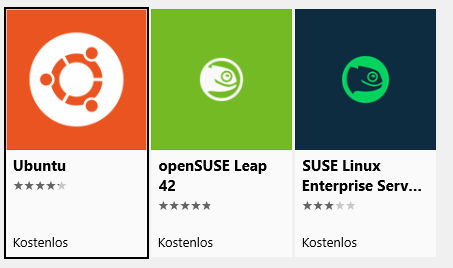 Ubuntu
Kostenlos
openSUSE Leap
42
Kostenlos
SUSE Linux
Enterprise Serv...
Kostenlos